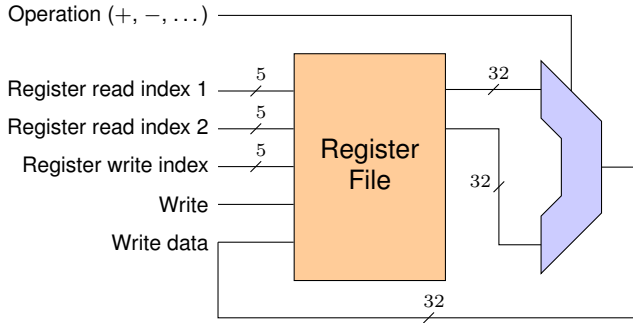 Operation (+, −, …)
Register read index 1
5
32
Register read index 2
5
Register write index
5
Register
File
32
Write
Write data
32